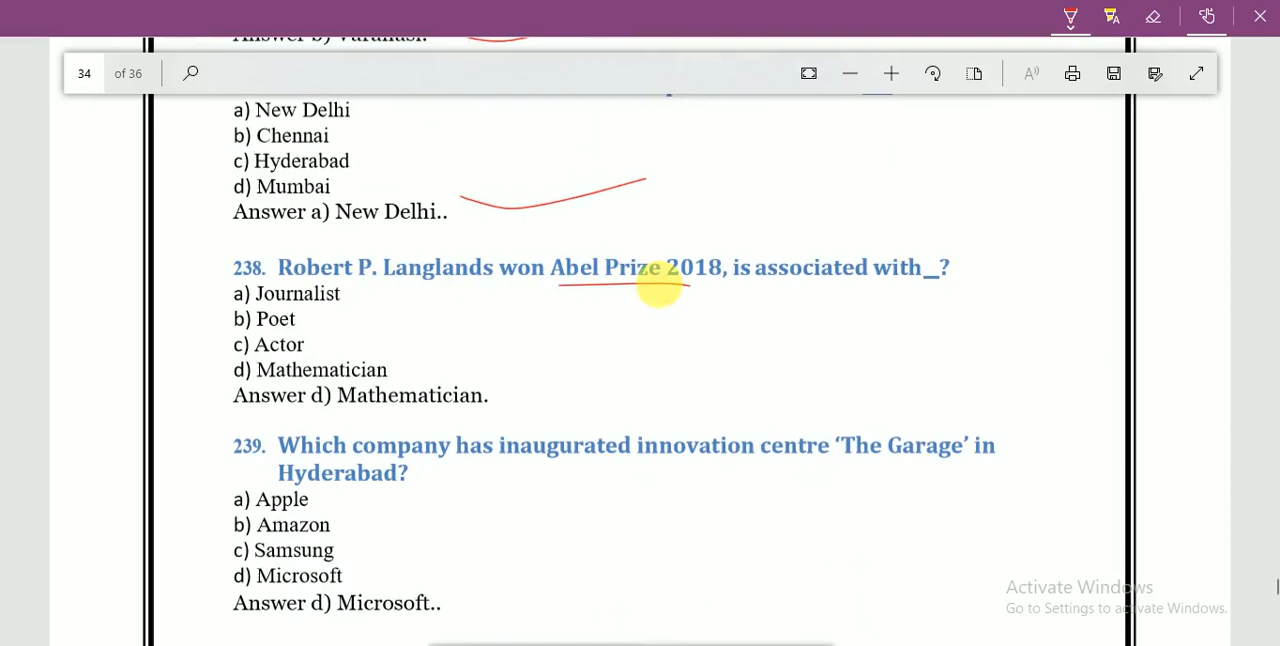 Answer b) Varanasi.
34 of 36
a) New Delhi
b) Chennai
c) Hyderabad
d) Mumbai
Answer a) New Delhi..
238. Robert P. Langlands won Abel Prize 2018, is associated with_?
a) Journalist
b) Poet
c) Actor
d) Mathematician
Answer d) Mathematician.
239. Which company has inaugurated innovation centre ‘The Garage’ in
Hyderabad?
a) Apple
b) Amazon
c) Samsung
d) Microsoft
Answer d) Microsoft..
Activate Windows
Go to Settings to activate Windows.